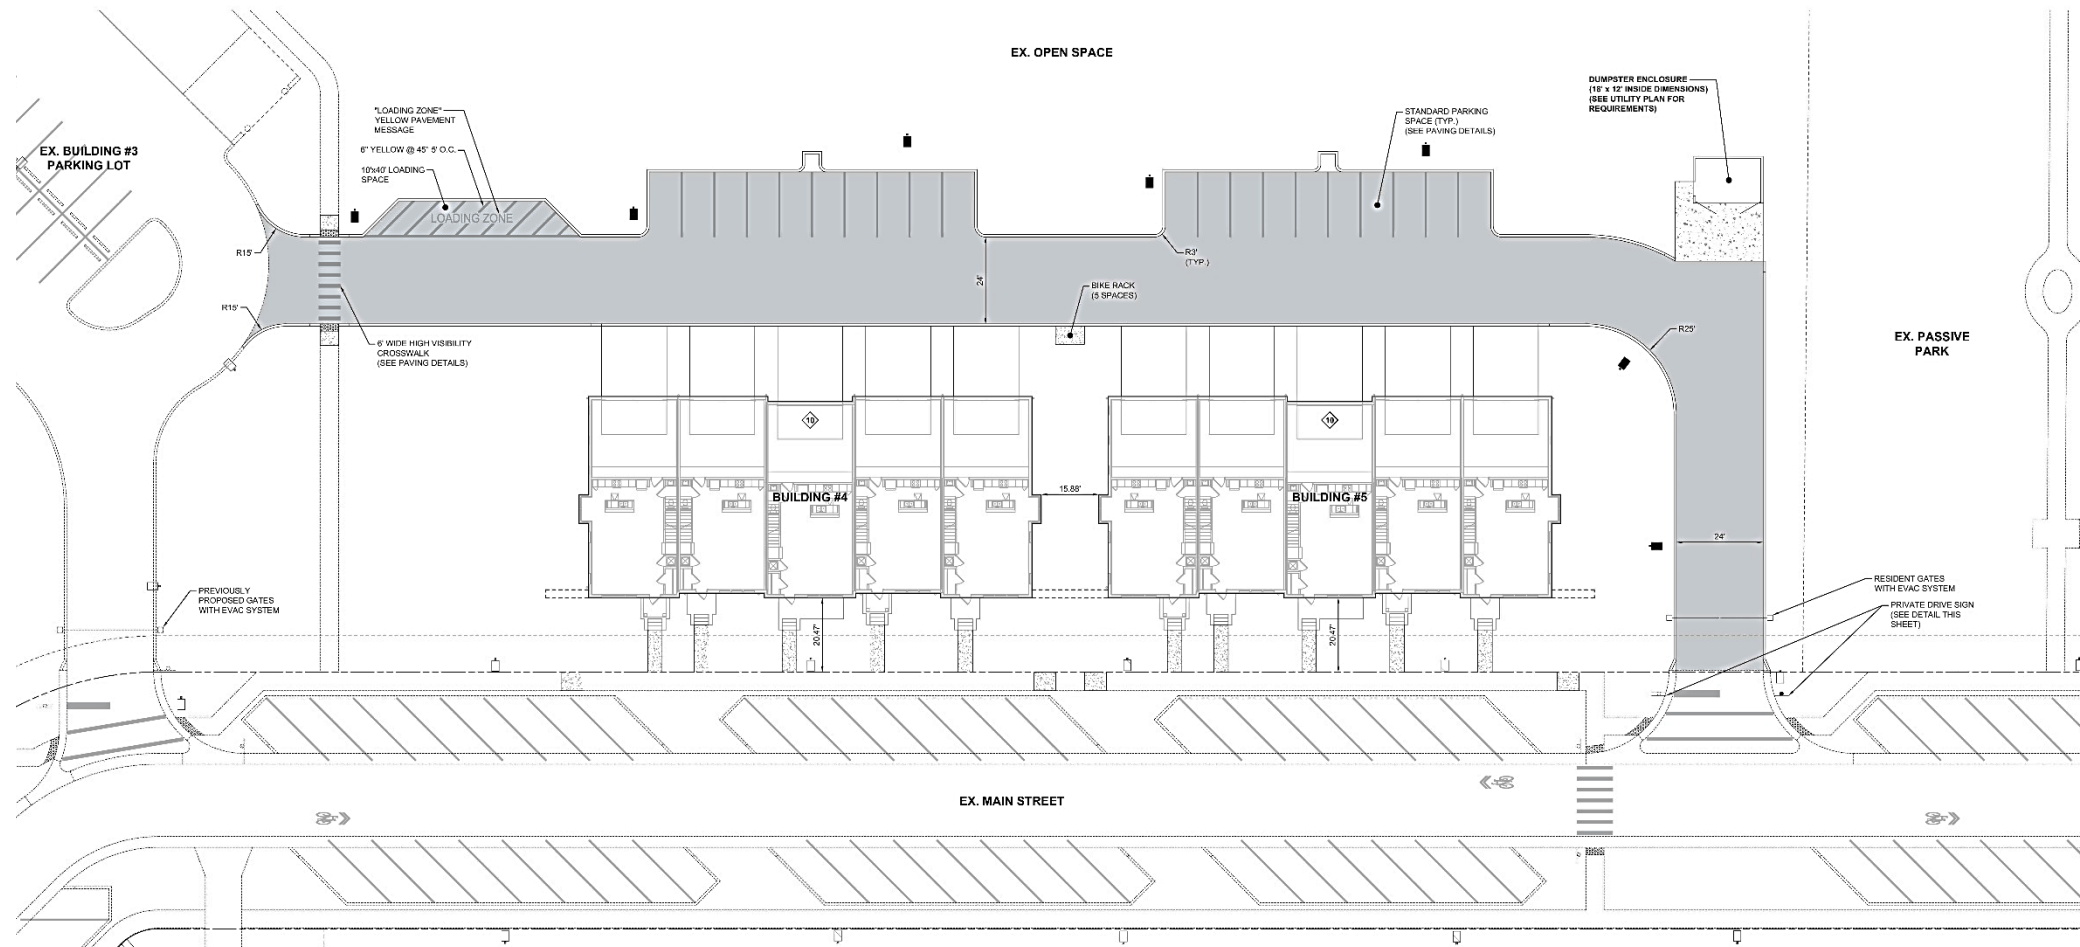 EX. OPEN SPACE
DUMPSTER ENCLOSURE
(18' x 12' INSIDE DIMENSIONS)
(SEE UTILITY PLAN FOR
REQUIREMENTS)
"LOADING ZONE"
YELLOW PAVEMENT
MESSAGE
STANDARD PARKING
SPACE (TYP.)
(SEE PAVING DETAILS)
EX. BUILDING #3
PARKING LOT
6" YELLOW @ 45° 5' O.C.
10'x40' LOADING
SPACE
LOADING ZONE
R15'
R3'
(TYP.)
24'
BIKE RACK
(5 SPACES)
R15'
R25'
EX. PASSIVE
PARK
6' WIDE HIGH VISIBILITY
CROSSWALK
(SEE PAVING DETAILS)
10
10
BUILDING #4
15.88'
BUILDING #5
24'
PREVIOUSLY
PROPOSED GATES
WITH EVAC SYSTEM
RESIDENT GATES
WITH EVAC SYSTEM
PRIVATE DRIVE SIGN
(SEE DETAIL THIS
SHEET)
20.47'
20.47'
EX. MAIN STREET